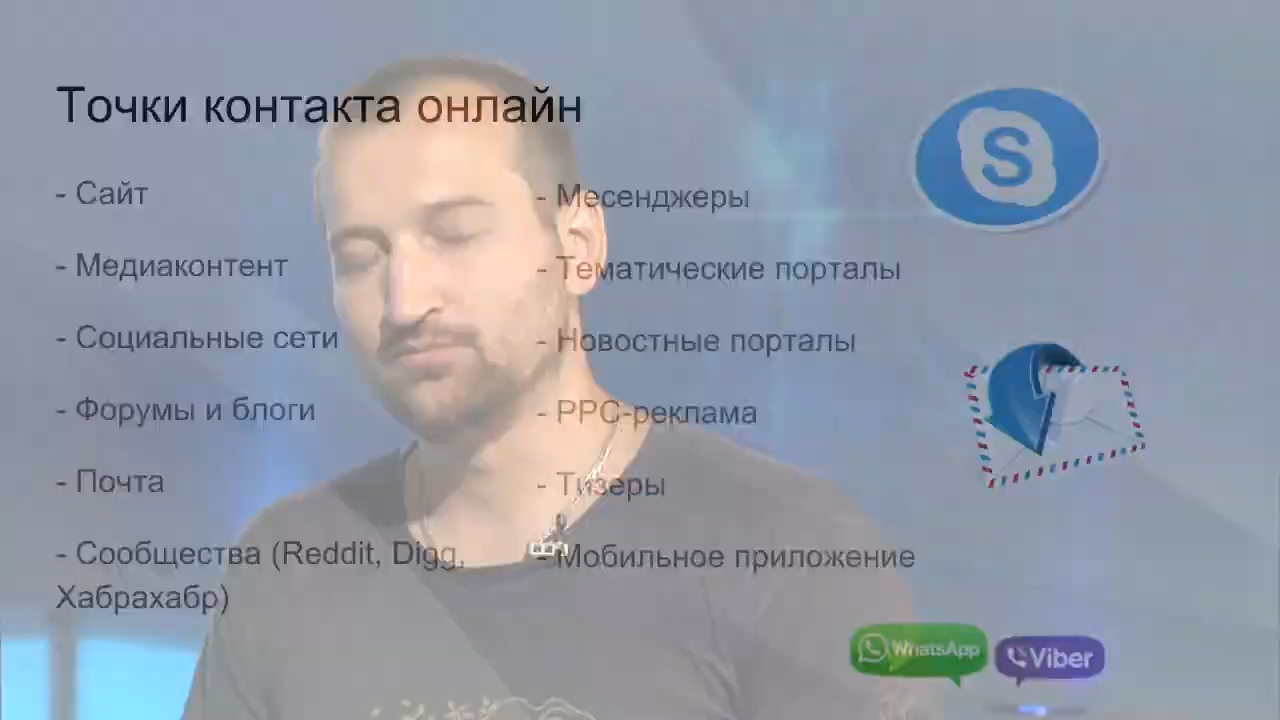 Точки контакта онлайн
- Сайт
- Медиаконтент
- Социальные сети
- Форумы и блоги
- Почта
- Сообщества (Reddit, Digg,
Хабрахабр)
- Месенджеры
- Тематические порталы
- Новостные порталы
- PPC-реклама
- Тизеры
- Мобильное приложение
S
WhatsApp
Viber